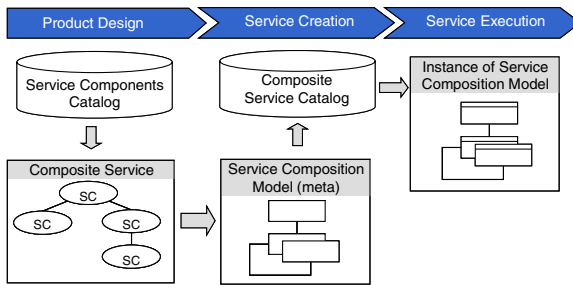 Product Design
Service Creation
Service Execution
Service Components
Catalog
Composite
Service Catalog
Instance of Service
Composition Model
Composite Service
SC
SC
SC
SC
Service Composition
Model (meta)